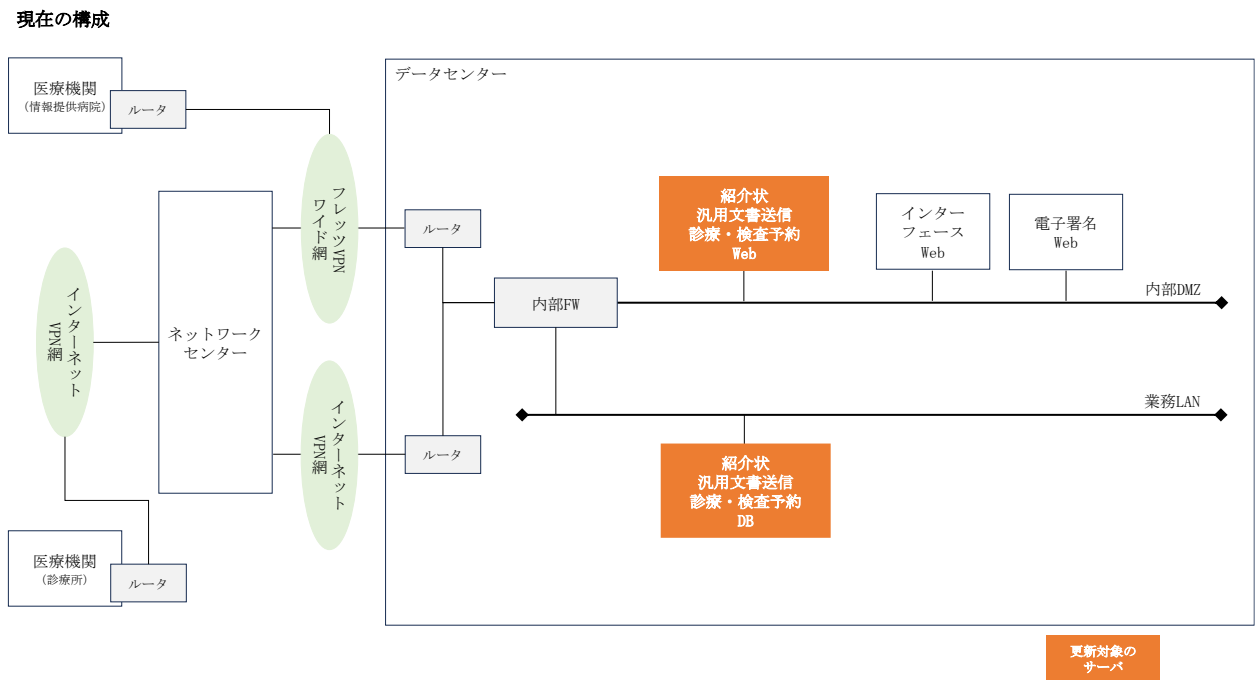 現在の構成
医療機関
(情報提供病院)
ルータ
データセンター
フレッツVPN
ワイド網
ルータ
紹介状
汎用文書送信
診療・検査予約
Web
インター
フェース
Web
電子署名
Web
内部DMZ
内部FW
インターネット
VPN網
ネットワーク
センター
インターネット
VPN網
ルータ
業務LAN
紹介状
汎用文書送信
診療・検査予約
DB
医療機関
(診療所)
ルータ
更新対象の
サーバ